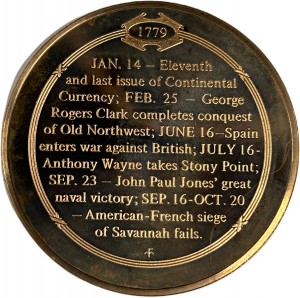 1779
JAN. 14 — Eleventh
and last issue of Continental
Currency; FEB. 25 — George
Rogers Clark completes conquest
of Old Northwest; JUNE 16—Spain
enters war against British; JULY 16-
Anthony Wayne takes Stony Point;
SEP. 23 — John Paul Jones' great
naval victory; SEP. 16-OCT. 20
— American-French siege
of Savannah fails.